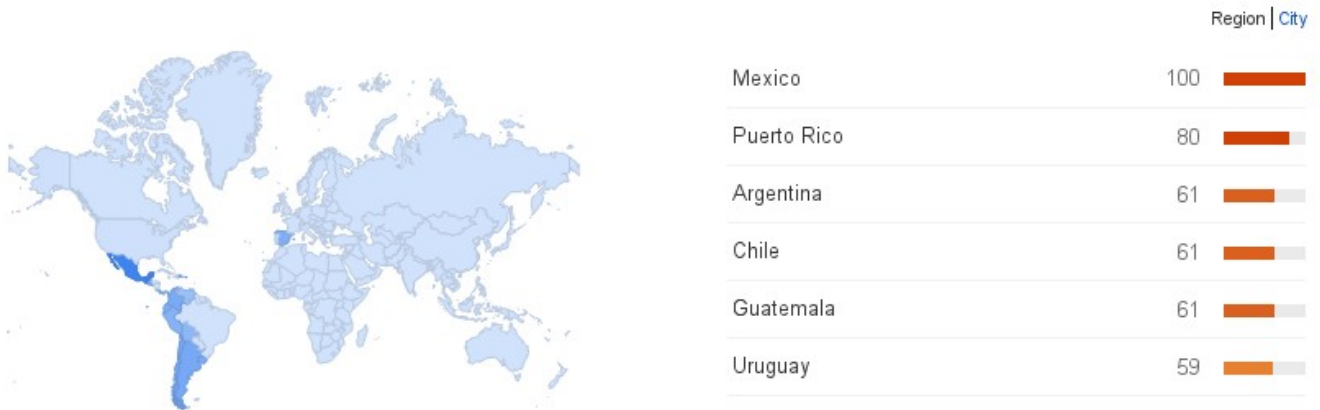 Region | City
Mexico 100
Puerto Rico 80
Argentina 61
Chile 61
Guatemala 61
Uruguay 59